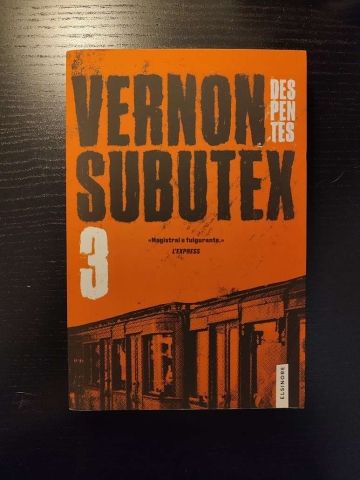 VERNON
DES
PEN
TES
SUBUTEX
3
«Magistral e fulgurante.»
L'EXPRESS
ELSINORE